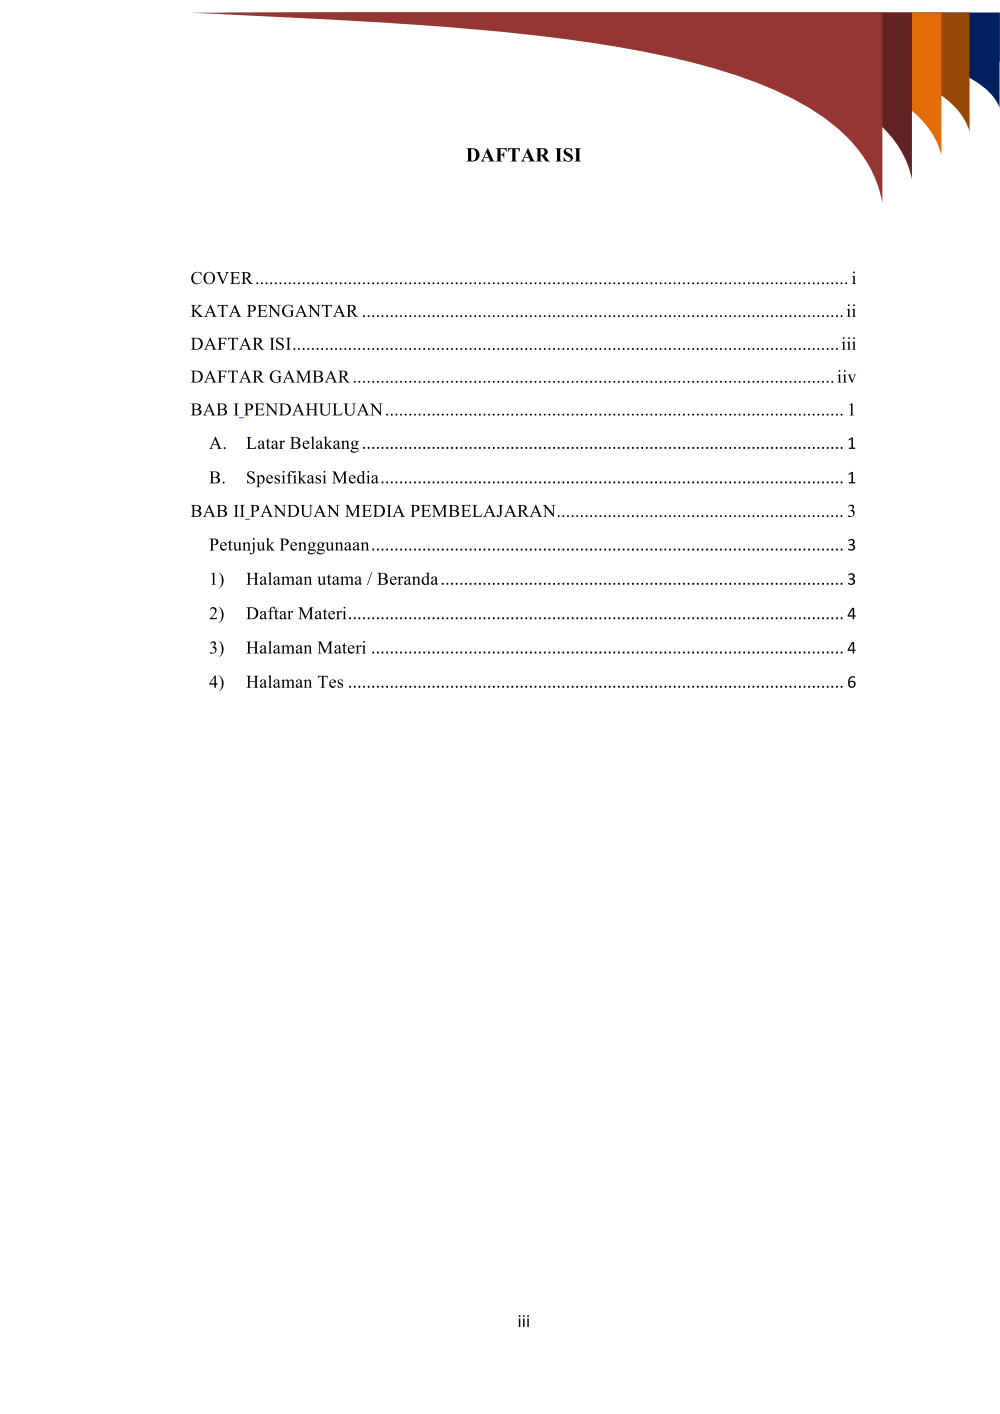 DAFTAR ISI
COVER.......................................................................................................................... i
KATA PENGANTAR ....................................................................................................... ii
DAFTAR ISI..................................................................................................................... iii
DAFTAR GAMBAR ....................................................................................................... iiv
BAB I PENDAHULUAN.................................................................................................. 1
A. Latar Belakang ....................................................................................................... 1
B. Spesifikasi Media................................................................................................... 1
BAB II PANDUAN MEDIA PEMBELAJARAN............................................................. 3
Petunjuk Penggunaan..................................................................................................... 3
1) Halaman utama / Beranda ...................................................................................... 3
2) Daftar Materi.......................................................................................................... 4
3) Halaman Materi ..................................................................................................... 4
4) Halaman Tes .......................................................................................................... 6
iii